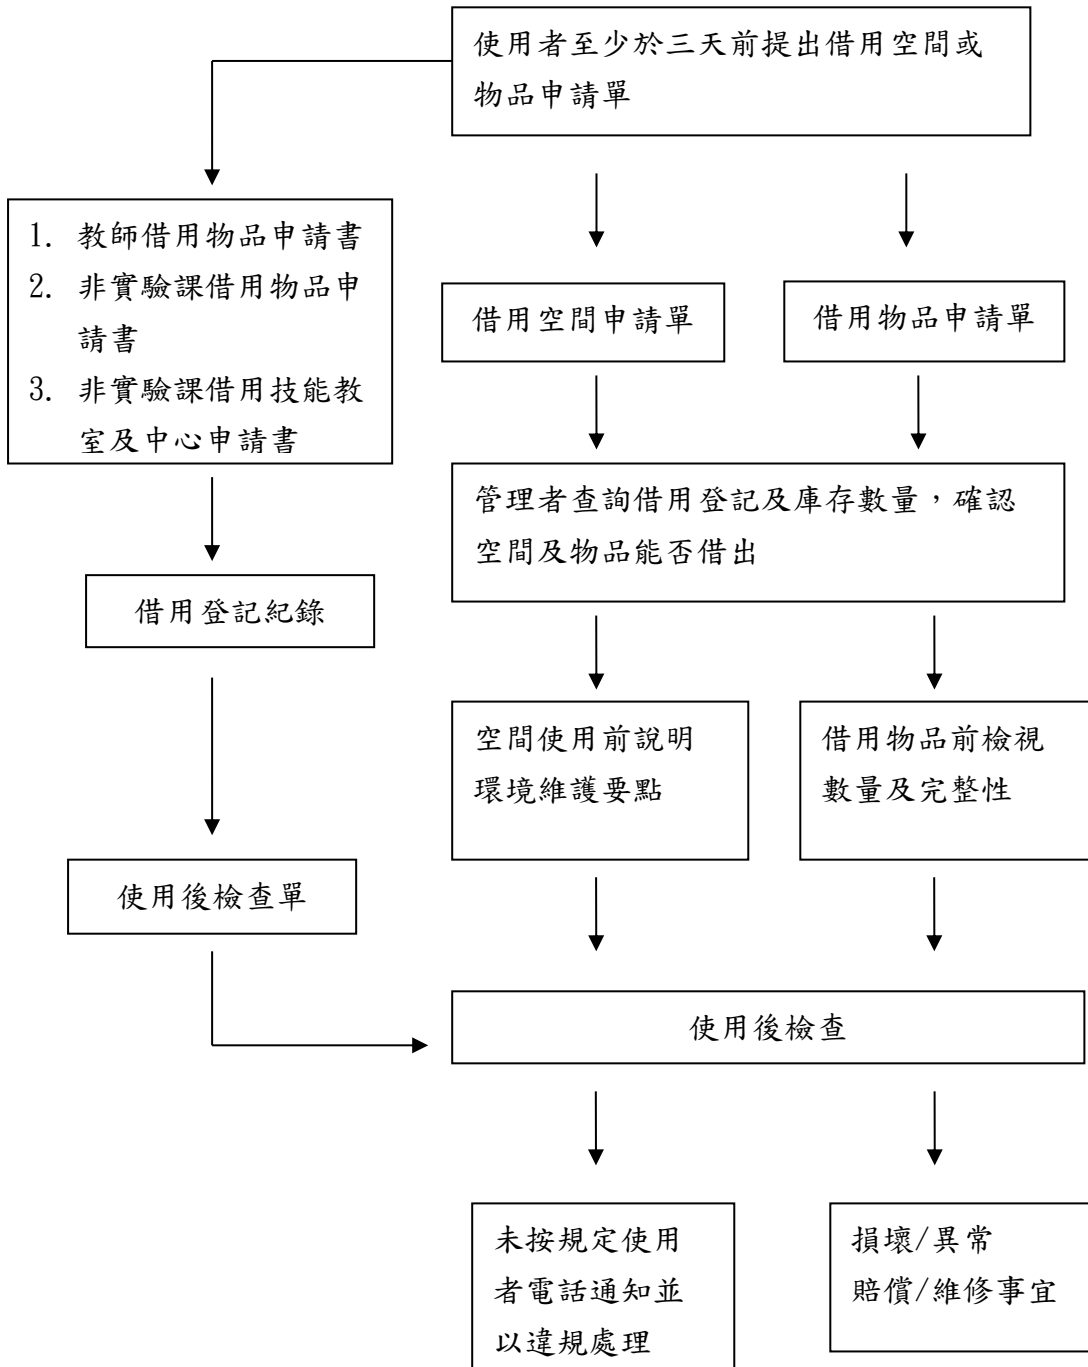 使用者至少於三天前提出借用空間或
物品申請單
1. 教師借用物品申請書
2. 非實驗課借用物品申
請書
3. 非實驗課借用技能教
室及中心申請書
借用空間申請單
借用物品申請單
管理者查詢借用登記及庫存數量，確認
空間及物品能否借出
借用登記紀錄
空間使用前說明
環境維護要點
借用物品前檢視
數量及完整性
使用後檢查單
使用後檢查
未按規定使用
者電話通知並
以違規處理
損壞/異常
賠償/維修事宜